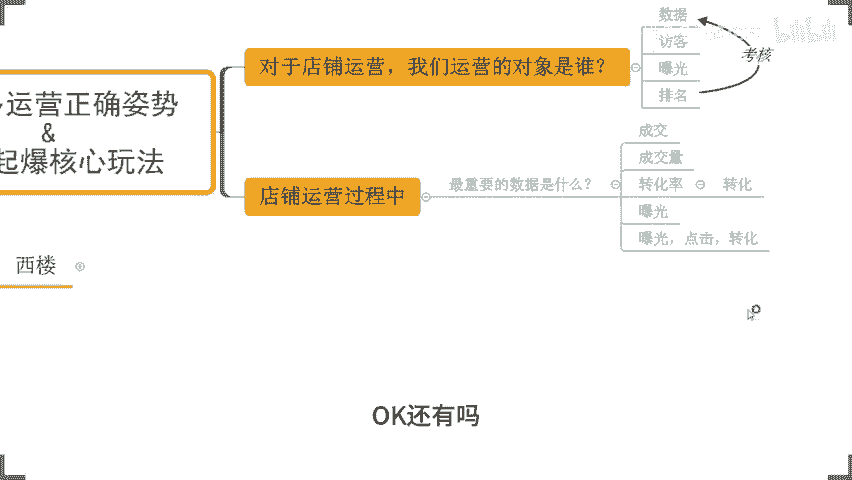 运营正确姿势
&
起爆核心玩法
西楼
对于店铺运营，我们运营的对象是谁？
数据
访客
曝光
排名
考核
店铺运营过程中
最重要的数据是什么？
成交
成交量
转化率
转化
曝光
曝光，点击，转化
bilibili
OK还有吗